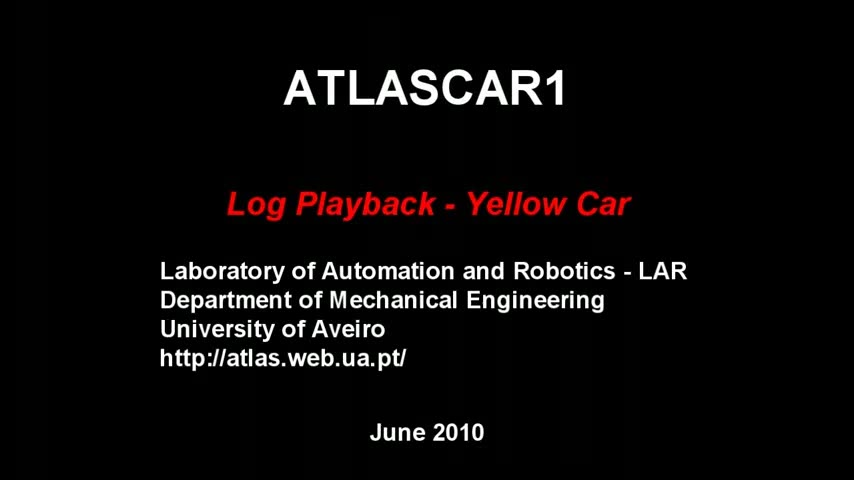 ATLASCAR1
Log Playback - Yellow Car
Laboratory of Automation and Robotics - LAR
Department of Mechanical Engineering
University of Aveiro
http://atlas.web.ua.pt/
June 2010